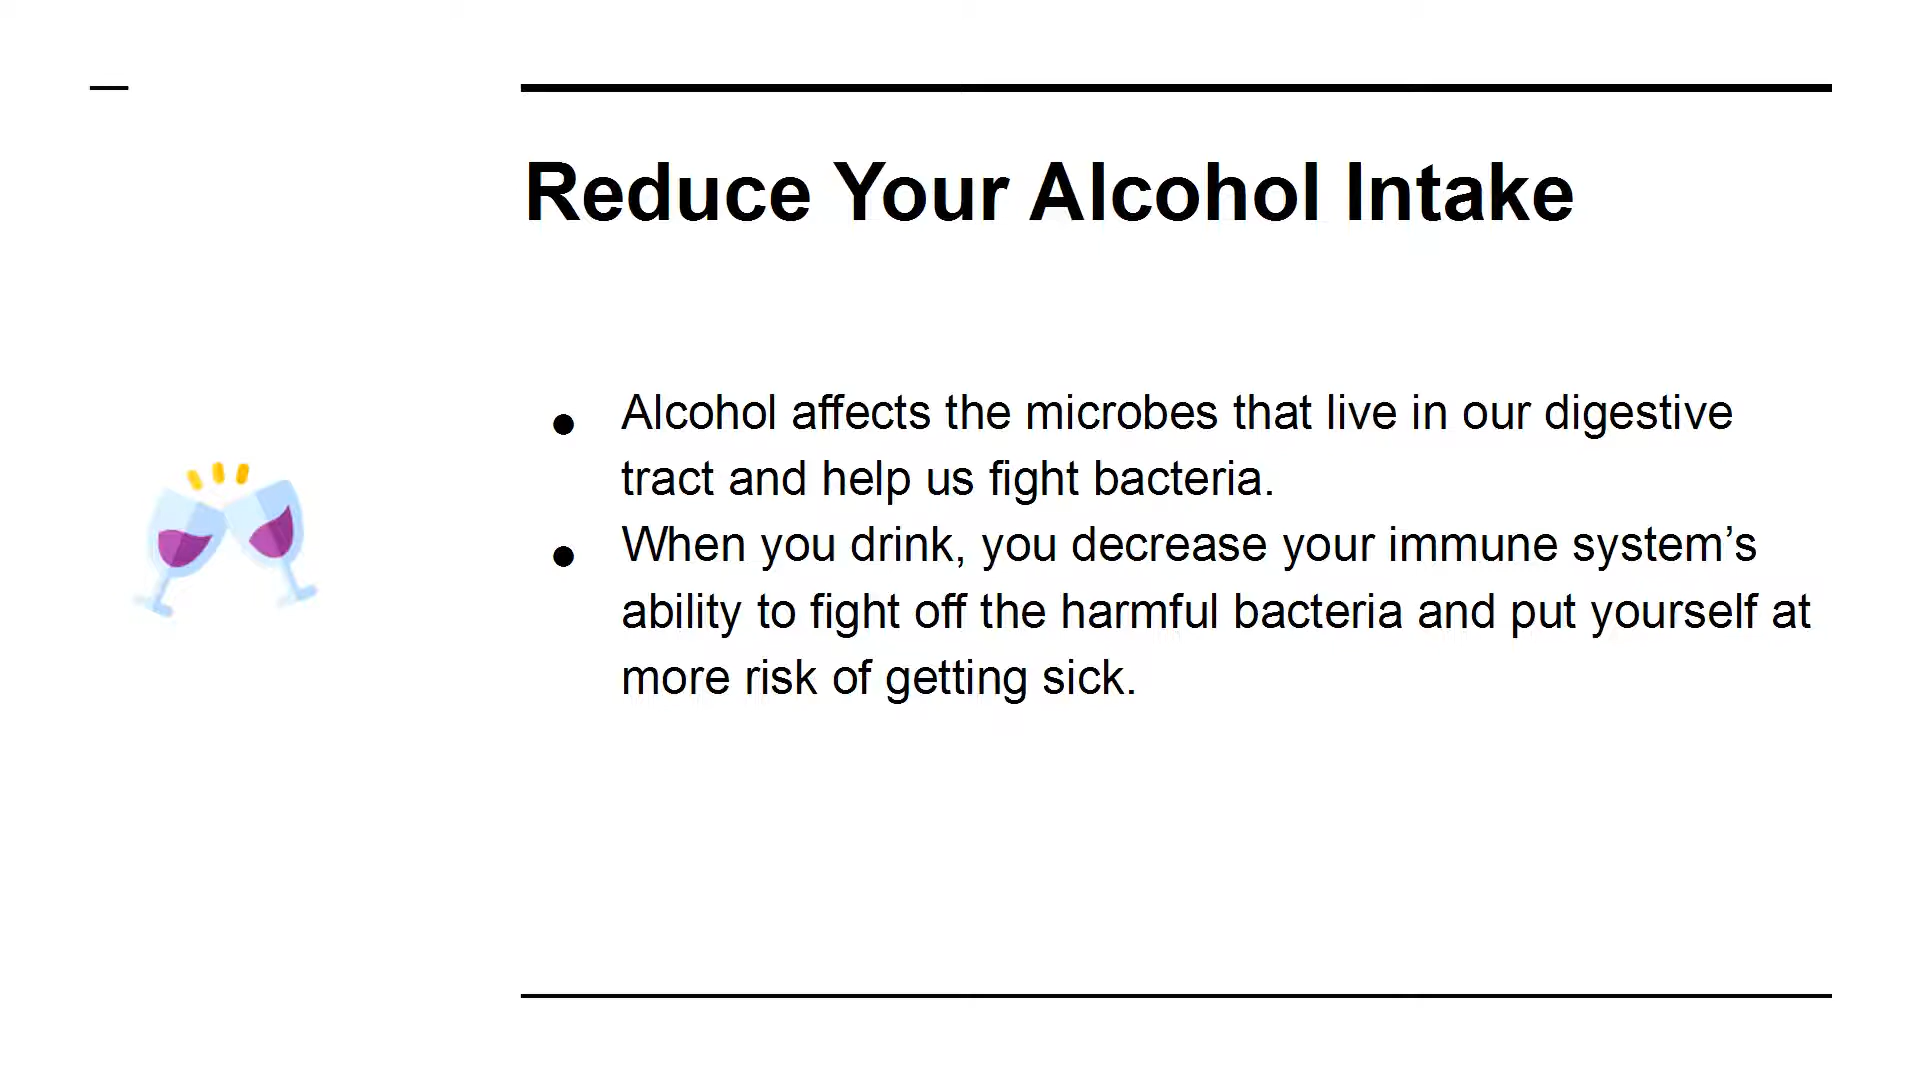 Reduce Your Alcohol Intake
● Alcohol affects the microbes that live in our digestive
tract and help us fight bacteria.
● When you drink, you decrease your immune system’s
ability to fight off the harmful bacteria and put yourself at
more risk of getting sick.